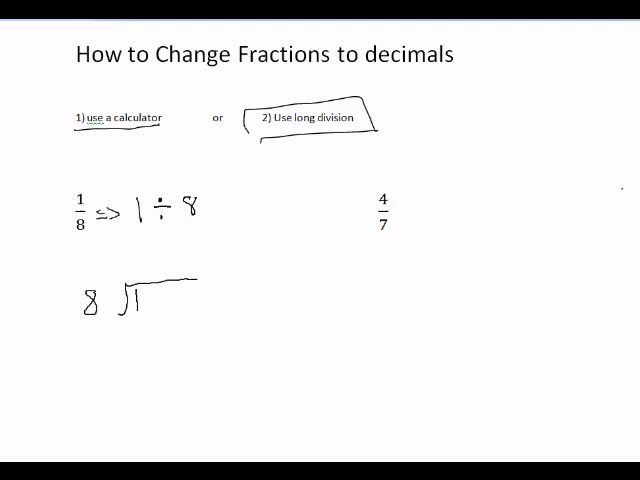 How to Change Fractions to decimals
1) use a calculator or 2) Use long division
1/8 => 1 ÷ 8 4/7
8 √1